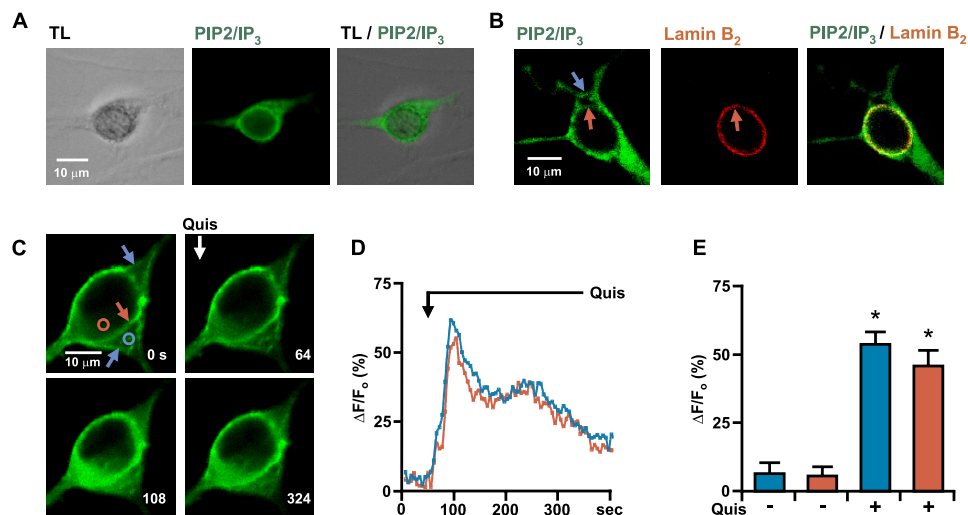 A
TL
PIP2/IP3
TL / PIP2/IP3
10 μm
B
PIP2/IP3
Lamin B2
PIP2/IP3 / Lamin B2
10 μm
C
Quis
10 μm
0 s
64
108
324
D
Quis
75
50
25
0
ΔF/Fo (%)
0 100 200 300 sec
E
75
50
25
0
ΔF/Fo (%)
* *
Quis - - + +